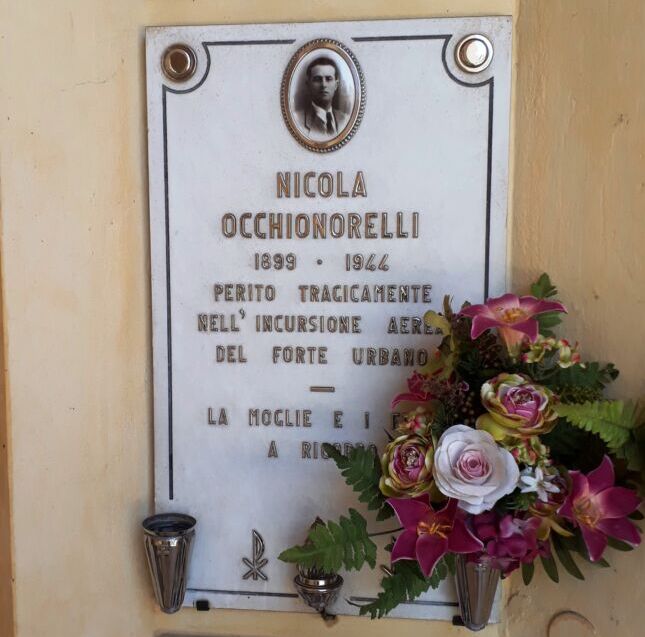 NICOLA
OCCHIONORELLI
1899 · 1944
PERITO TRAGICAMENTE
NELL'INCURSIONE
DEL FORTE URBANO
—
LA MOGLIE E I
A